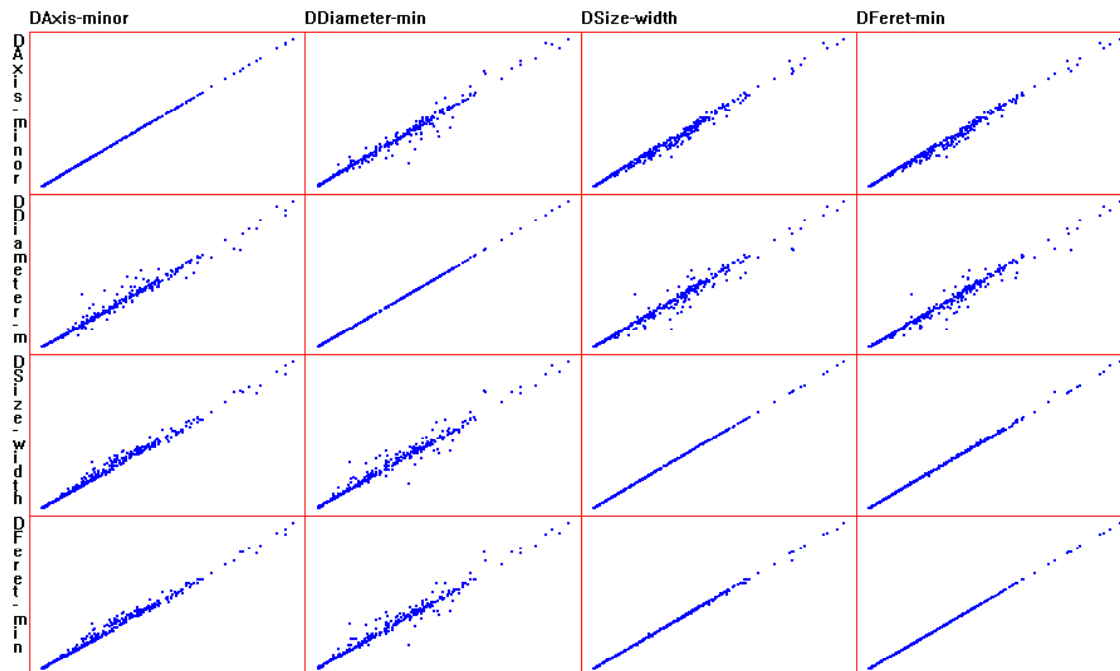 DAxis-minor DDiameter-min DSize-width DFeret-min
DAxis-minor
DDiameter-m
DSize-width
DFeret-min